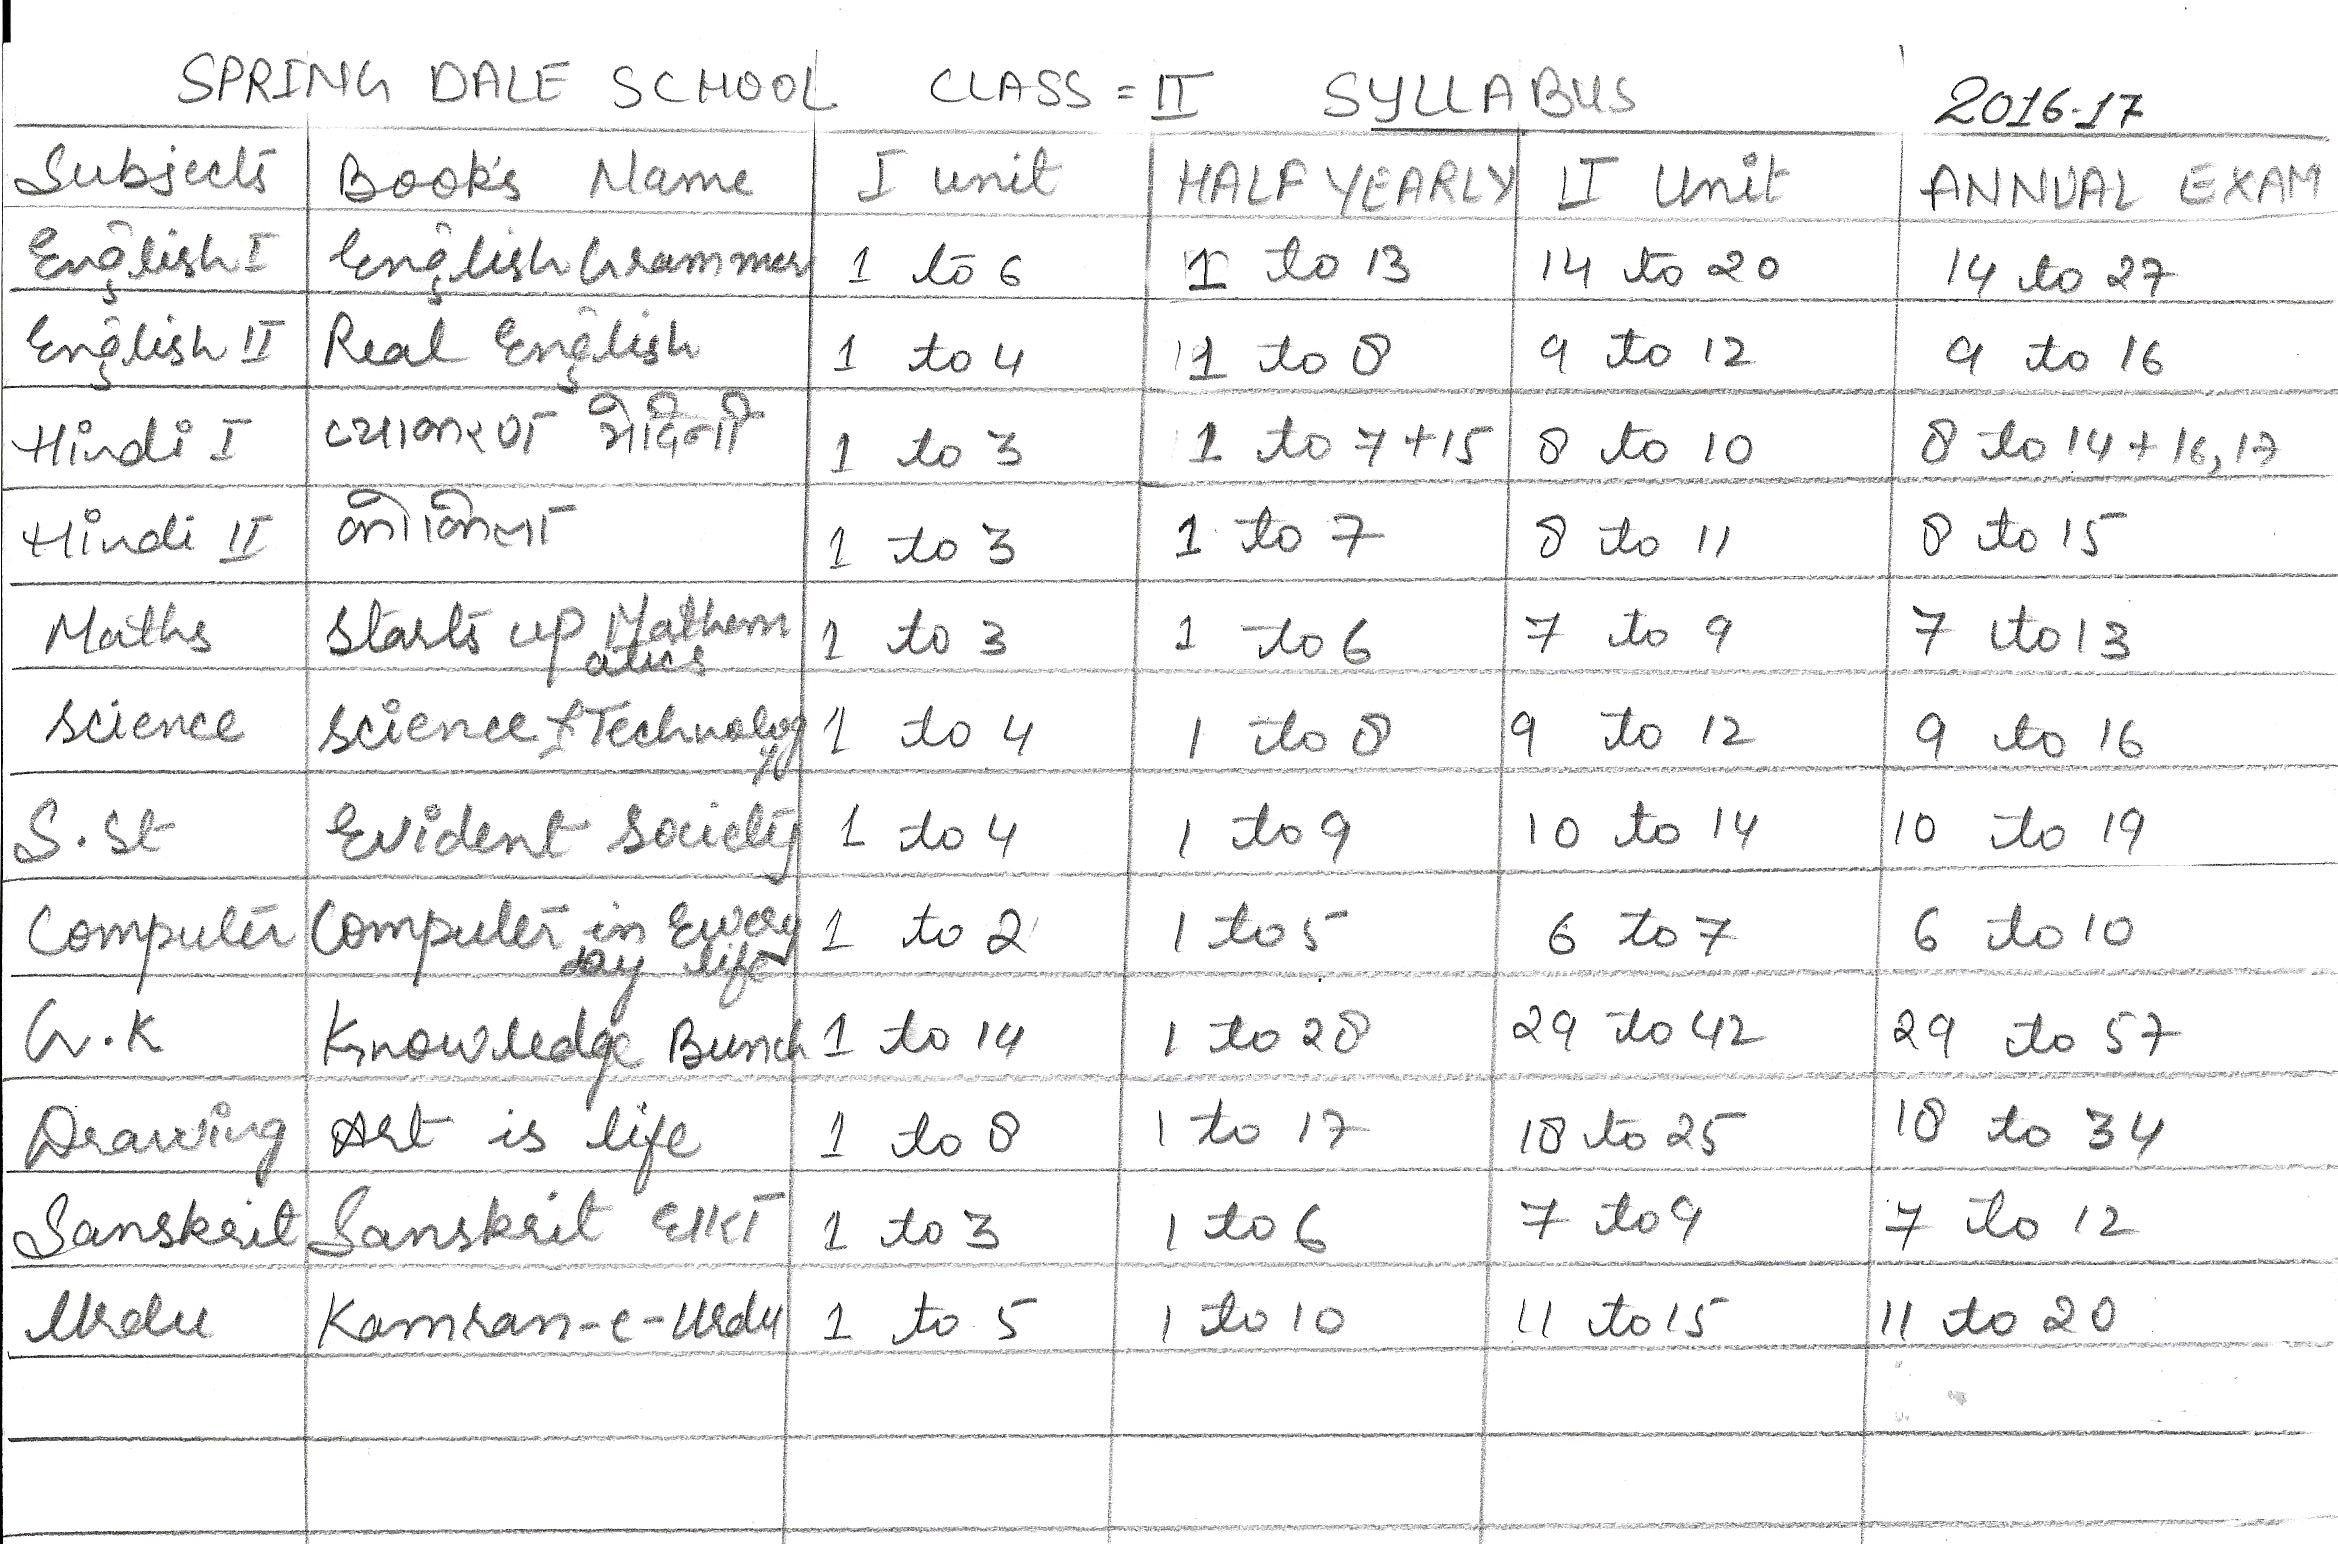 SPRING DALE SCHOOL CLASS = II SYLLABUS 2016-17
Subjects Book's Name I unit HALF YEARLY II Unit ANNUAL EXAM
English I English Grammer 1 to 6 1 to 13 14 to 20 14 to 27
English II Real English 1 to 4 1 to 8 9 to 12 9 to 16
Hindi I व्याकरण मेदिनी 1 to 3 1 to 7+15 8 to 10 8 to 14 + 16, 17
Hindi II कोकिला 1 to 3 1 to 7 8 to 11 8 to 15
Maths Starts up Mathematics 1 to 3 1 to 6 7 to 9 7 to 13
Science Science & Technology 1 to 4 1 to 8 9 to 12 9 to 16
S.St Evident Society 1 to 4 1 to 9 10 to 14 10 to 19
Computer Computer in Every day life 1 to 2 1 to 5 6 to 7 6 to 10
G.K Knowledge Bunch 1 to 14 1 to 28 29 to 42 29 to 57
Drawing Art is life 1 to 8 1 to 17 18 to 25 18 to 34
Sanskrit Sanskrit 1 to 3 1 to 6 7 to 9 7 to 12
Urdu Kamran-e-Urdu 1 to 5 1 to 10 11 to 15 11 to 20